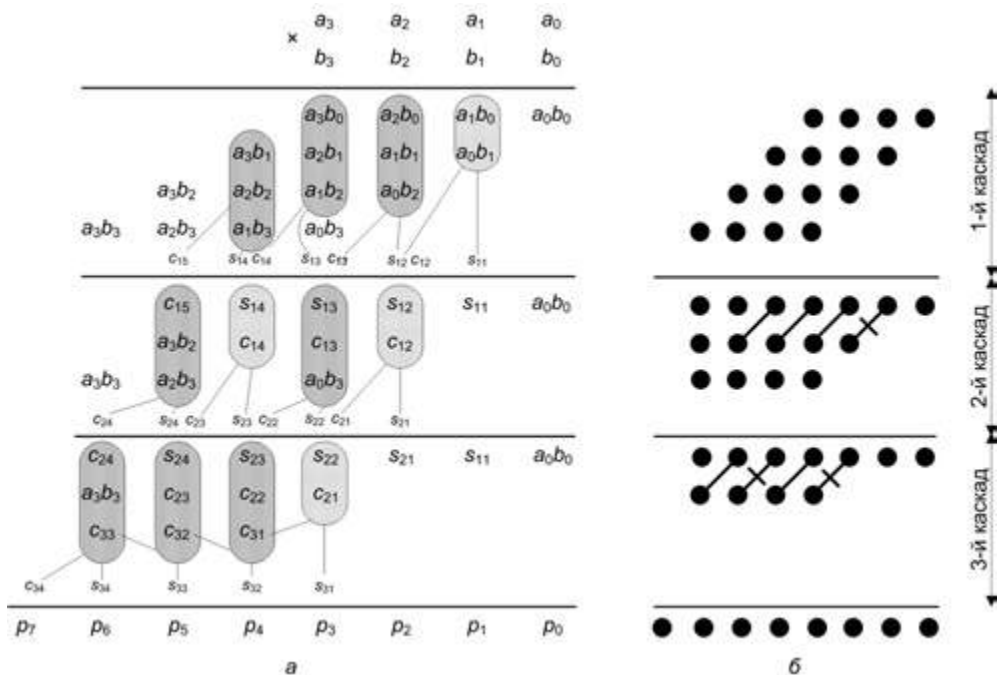 a₃ a₂ a₁ a₀
×
b₃ b₂ b₁ b₀
a₃b₀ a₂b₀ a₁b₀ a₀b₀
a₃b₁ a₂b₁ a₁b₁ a₀b₁
a₃b₂ a₂b₂ a₁b₂ a₀b₂
a₃b₃ a₂b₃ a₁b₃ a₀b₃
c₁₅ s₁₄ c₁₄ s₁₃ c₁₃ s₁₂ c₁₂ s₁₁
1-й каскад
c₁₅ s₁₄ s₁₃ s₁₂ s₁₁ a₀b₀
a₃b₂ c₁₄ c₁₃ c₁₂
a₃b₃ a₂b₃ a₀b₃
c₂₄ s₂₄ c₂₃ s₂₃ c₂₂ s₂₂ c₂₁ s₂₁
2-й каскад
c₂₄ s₂₄ s₂₃ s₂₂ s₂₁ s₁₁ a₀b₀
a₃b₃ c₂₃ c₂₂ c₂₁
c₃₃ c₃₂ c₃₁
c₃₄ s₃₄ s₃₃ s₃₂ s₃₁
3-й каскад
p₇ p₆ p₅ p₄ p₃ p₂ p₁ p₀
а б